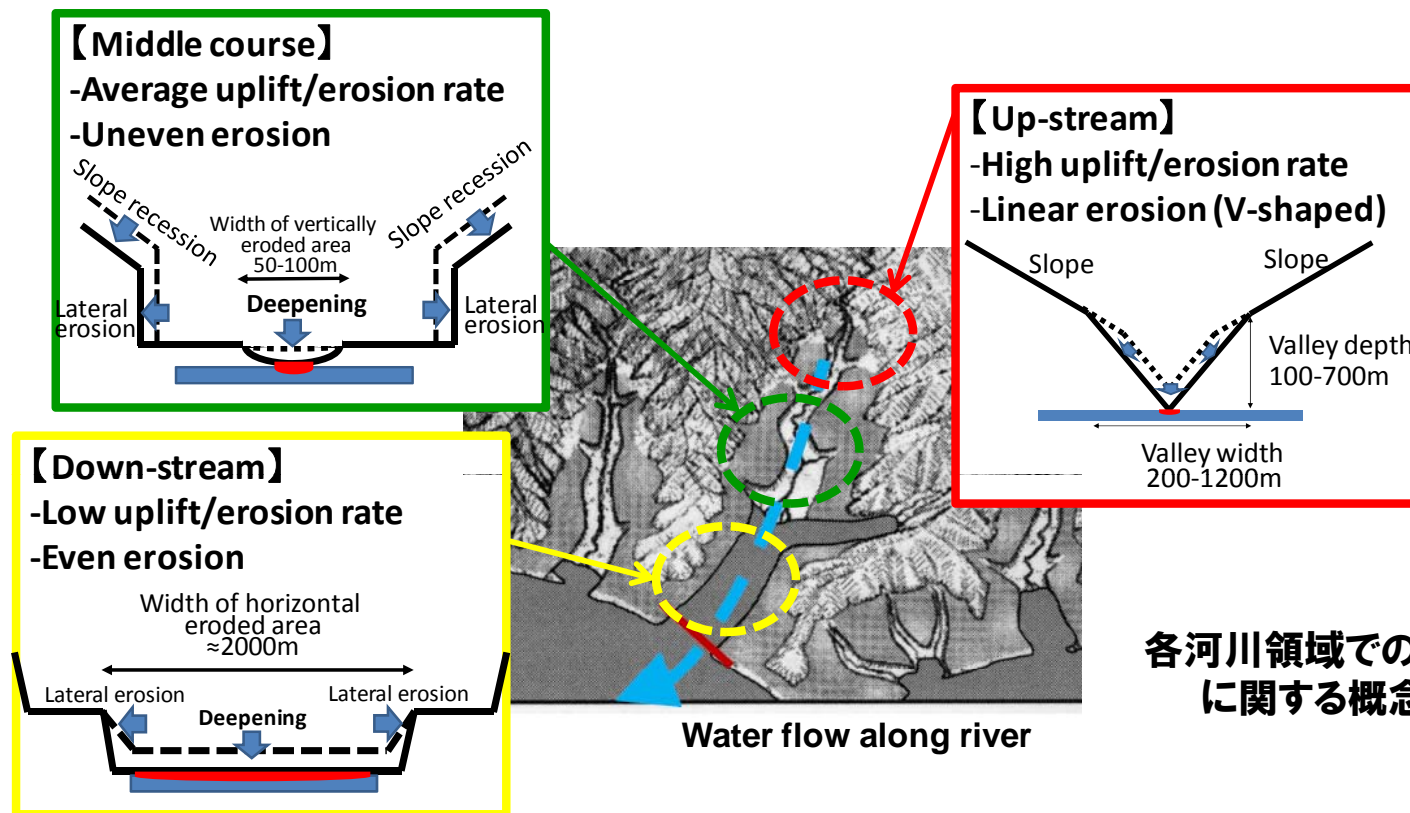 【Middle course】
-Average uplift/erosion rate
-Uneven erosion
Slope recession
Width of vertically
eroded area
50-100m
Slope recession
Deepening
Lateral
erosion
Lateral
erosion
【Up-stream】
-High uplift/erosion rate
-Linear erosion (V-shaped)
Slope
Slope
Valley depth
100-700m
Valley width
200-1200m
【Down-stream】
-Low uplift/erosion rate
-Even erosion
Width of horizontal
eroded area
≈2000m
Lateral erosion
Lateral erosion
Deepening
Water flow along river
各河川領域での
に関する概念